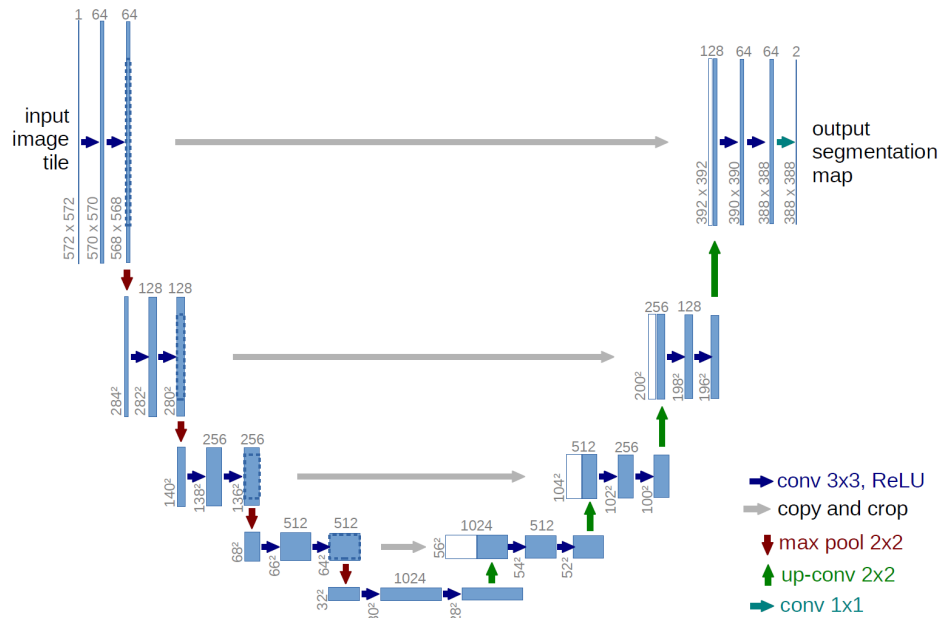 1 64 64
128 64 64 2
input
image
tile
output
segmentation
map
572 x 572
570 x 570
568 x 568
392 x 392
390 x 390
388 x 388
388 x 388
128 128
256 128
284²
282²
280²
200²
198²
196²
256 256
512 256
140²
138²
136²
104²
102²
100²
512 512
1024 512
68²
66²
64²
56²
54²
52²
1024
32²
30²
28²
conv 3x3, ReLU
copy and crop
max pool 2x2
up-conv 2x2
conv 1x1